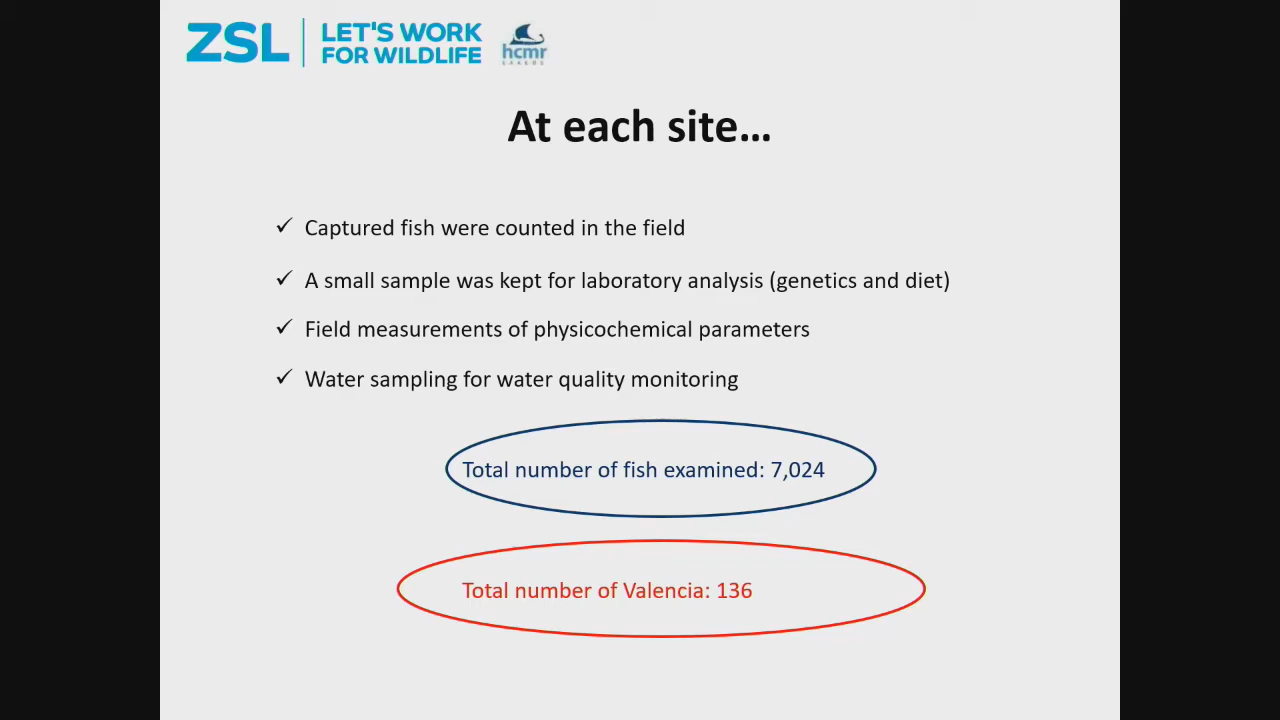 ZSL
LET'S WORK
FOR WILDLIFE
hcmr
At each site…
✓ Captured fish were counted in the field
✓ A small sample was kept for laboratory analysis (genetics and diet)
✓ Field measurements of physicochemical parameters
✓ Water sampling for water quality monitoring
Total number of fish examined: 7,024
Total number of Valencia: 136